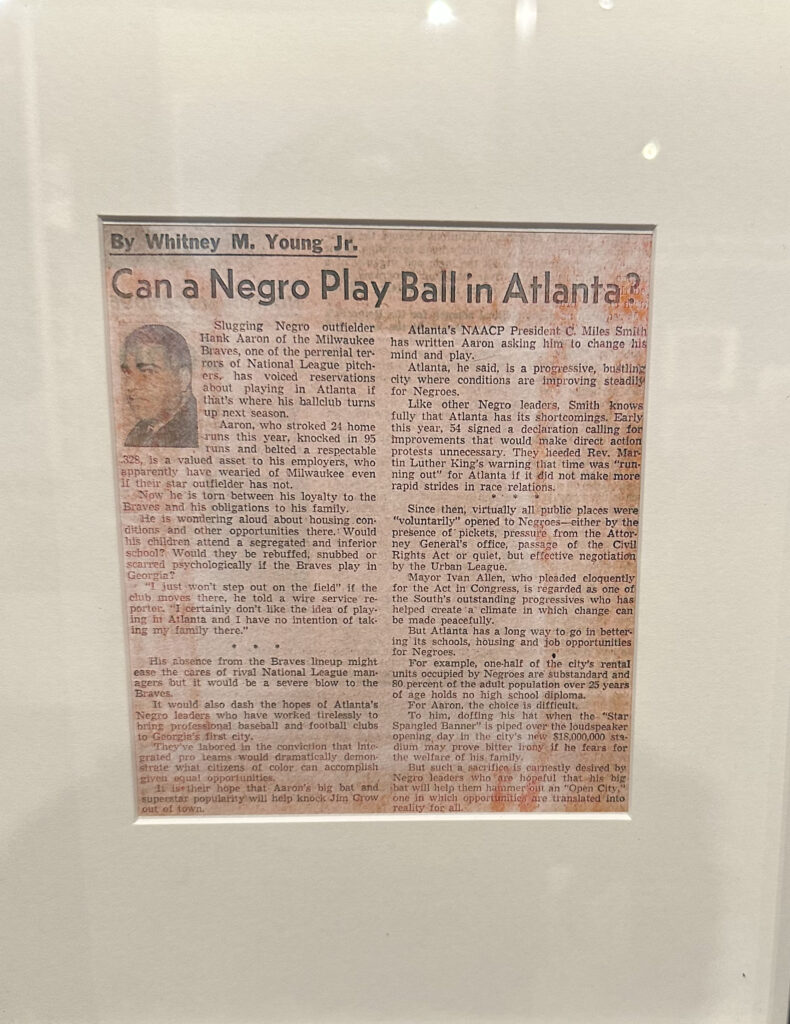 By Whitney M. Young Jr.
Can a Negro Play Ball in Atlanta?
Slugging Negro outfielder
Hank Aaron of the Milwaukee
Braves, one of the perrenial ter-
rors of National League pitch-
ers, has voiced reservations
about playing in Atlanta if
that's where his ballclub turns
up next season.
Aaron, who stroked 24 home
runs this year, knocked in 95
runs and belted a respectable
.328, is a valued asset to his employers, who
apparently have wearied of Milwaukee even
if their star outfielder has not.
Now he is torn between his loyalty to the
Braves and his obligations to his family.
He is wondering aloud about housing con-
ditions and other opportunities there. Would
his children attend a segregated and inferior
school? Would they be rebuffed, snubbed or
scarred psychologically if the Braves play in
Georgia?
"I just won't step out on the field" if the
club moves there, he told a wire service re-
porter. "I certainly don't like the idea of play-
ing in Atlanta and I have no intention of tak-
ing my family there."
* * *
His absence from the Braves lineup might
ease the cares of rival National League man-
agers but it would be a severe blow to the
Braves.
It would also dash the hopes of Atlanta's
Negro leaders who have worked tirelessly to
bring professional baseball and football clubs
to Georgia's first city.
They've labored in the conviction that inte-
grated pro teams would dramatically demon-
strate what citizens of color can accomplish
given equal opportunities.
It is their hope that Aaron's big bat and
superstar popularity will help knock Jim Crow
out of town.
Atlanta's NAACP President C. Miles Smith
has written Aaron asking him to change his
mind and play.
Atlanta, he said, is a progressive, bustling
city where conditions are improving steadily
for Negroes.
Like other Negro leaders, Smith knows
fully that Atlanta has its shortcomings. Early
this year, 54 signed a declaration calling for
improvements that would make direct action
protests unnecessary. They heeded Rev. Mar-
tin Luther King's warning that time was "run-
ning out" for Atlanta if it did not make more
rapid strides in race relations.
* * *
Since then, virtually all public places were
"voluntarily" opened to Negroes—either by the
presence of pickets, pressure from the Attor-
ney General's office, passage of the Civil
Rights Act or quiet, but effective negotiation
by the Urban League.
Mayor Ivan Allen, who pleaded eloquently
for the Act in Congress, is regarded as one of
the South's outstanding progressives who has
helped create a climate in which change can
be made peacefully.
But Atlanta has a long way to go in better-
ing its schools, housing and job opportunities
for Negroes.
For example, one-half of the city's rental
units occupied by Negroes are substandard and
80 percent of the adult population over 25 years
of age holds no high school diploma.
For Aaron, the choice is difficult.
To him, doffing his hat when the "Star
Spangled Banner" is piped over the loudspeaker
opening day in the city's new $18,000,000 sta-
dium may prove bitter irony if he fears for
the welfare of his family.
But such a sacrifice is earnestly desired by
Negro leaders who are hopeful that his big
bat will help them hammer out an "Open City,"
one in which opportunities are translated into
reality for all.